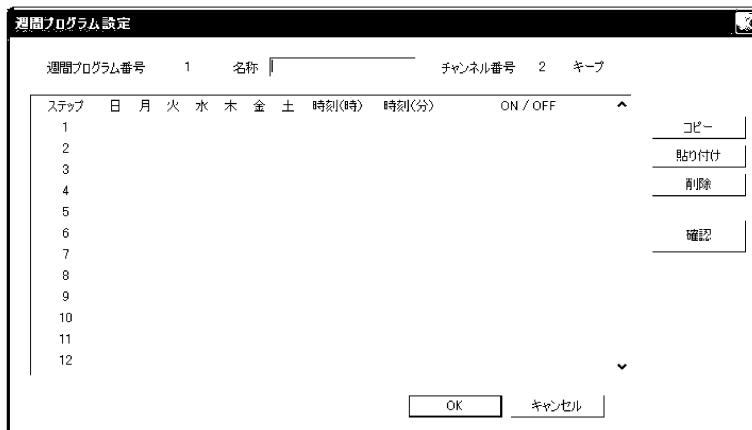 週間プログラム設定
週間プログラム番号 1 名称 チャンネル番号 2 キープ
ステップ 日 月 火 水 木 金 土 時刻(時) 時刻(分) ON / OFF
1
2
3
4
5
6
7
8
9
10
11
12
コピー
貼り付け
削除
確認
OK キャンセル